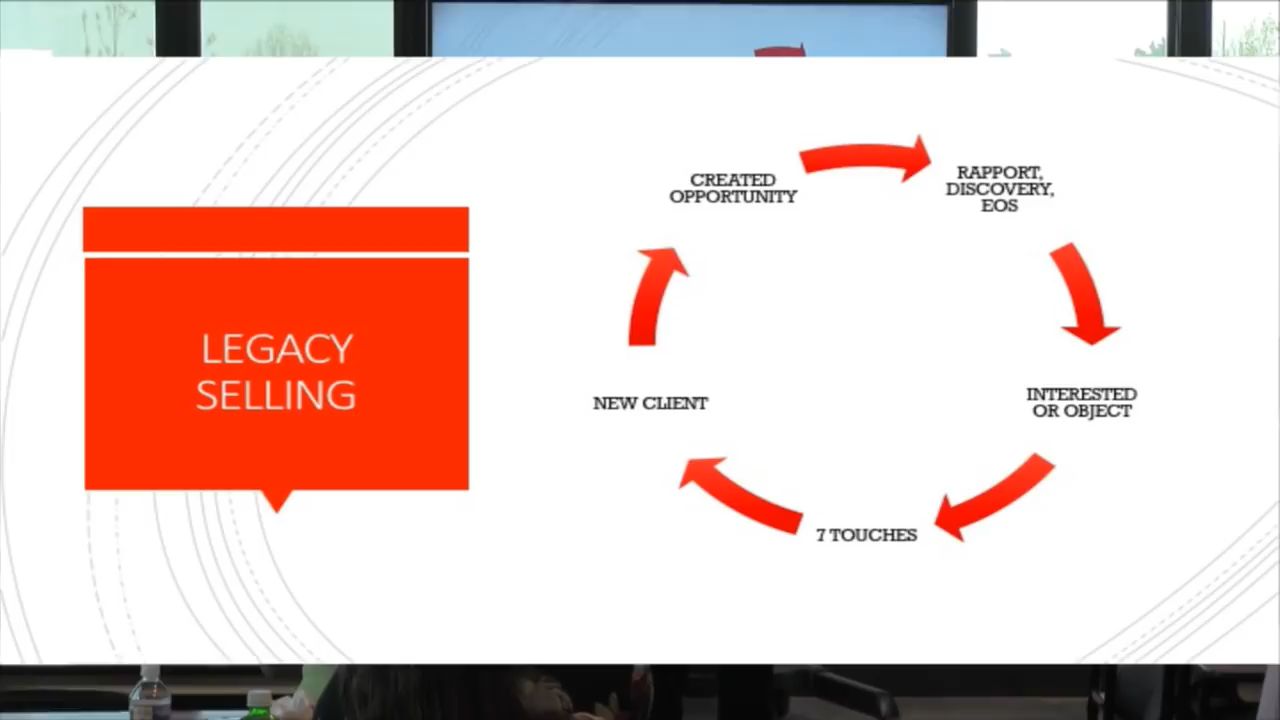 LEGACY
SELLING
CREATED
OPPORTUNITY
RAPPORT,
DISCOVERY,
EOS
INTERESTED
OR OBJECT
7 TOUCHES
NEW CLIENT